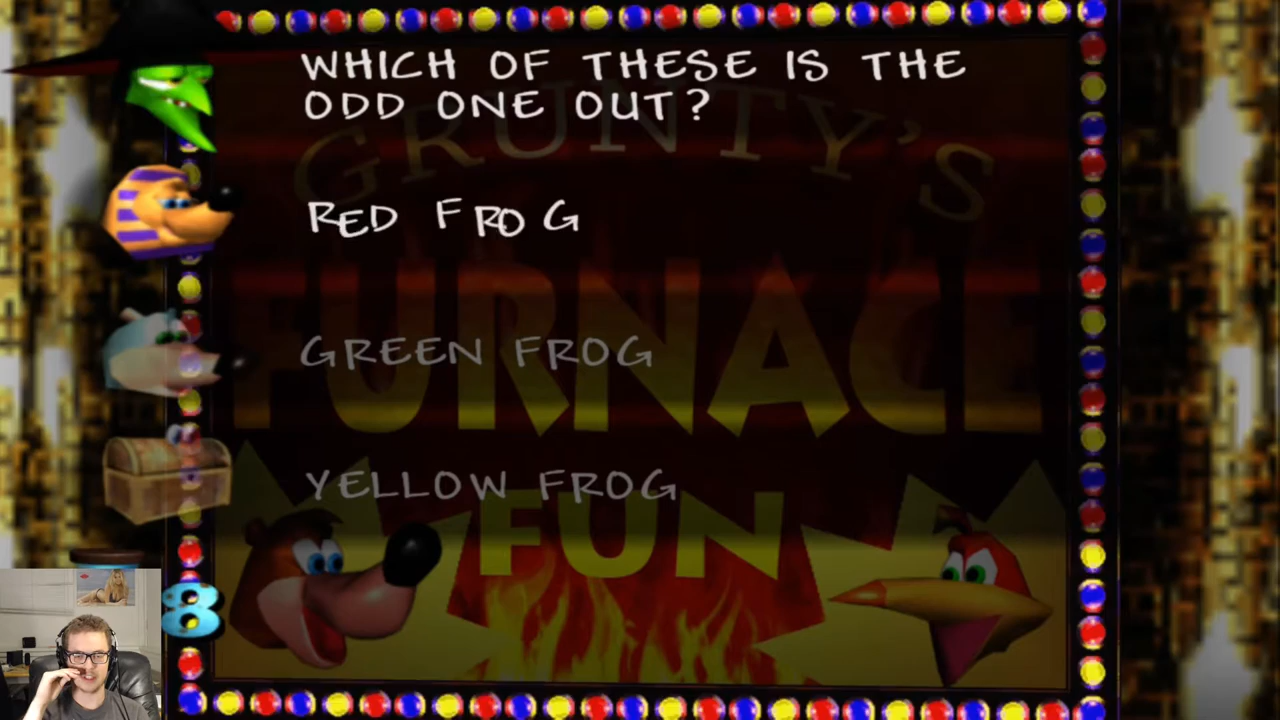 WHICH OF THESE IS THE
ODD ONE OUT?
GRUNTY'S
RED FROG
FURNACE
GREEN FROG
YELLOW FROG
FUN
8